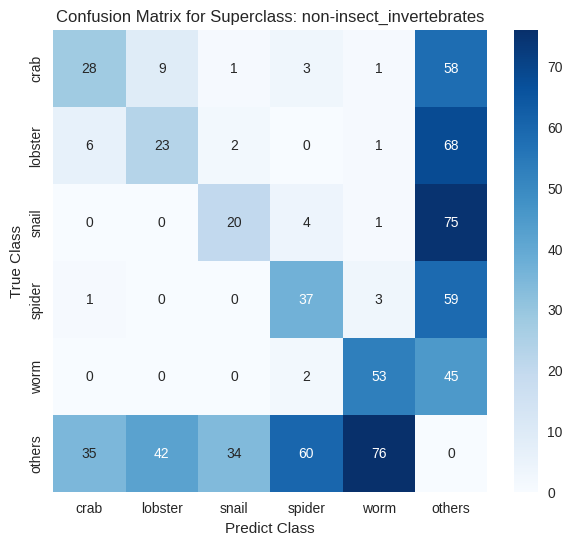 Confusion Matrix for Superclass: non-insect_invertebrates
crab 28 9 1 3 1 58
lobster 6 23 2 0 1 68
snail 0 0 20 4 1 75
spider 1 0 0 37 3 59
worm 0 0 0 2 53 45
others 35 42 34 60 76 0
crab lobster snail spider worm others
Predict Class
True Class
70
60
50
40
30
20
10
0